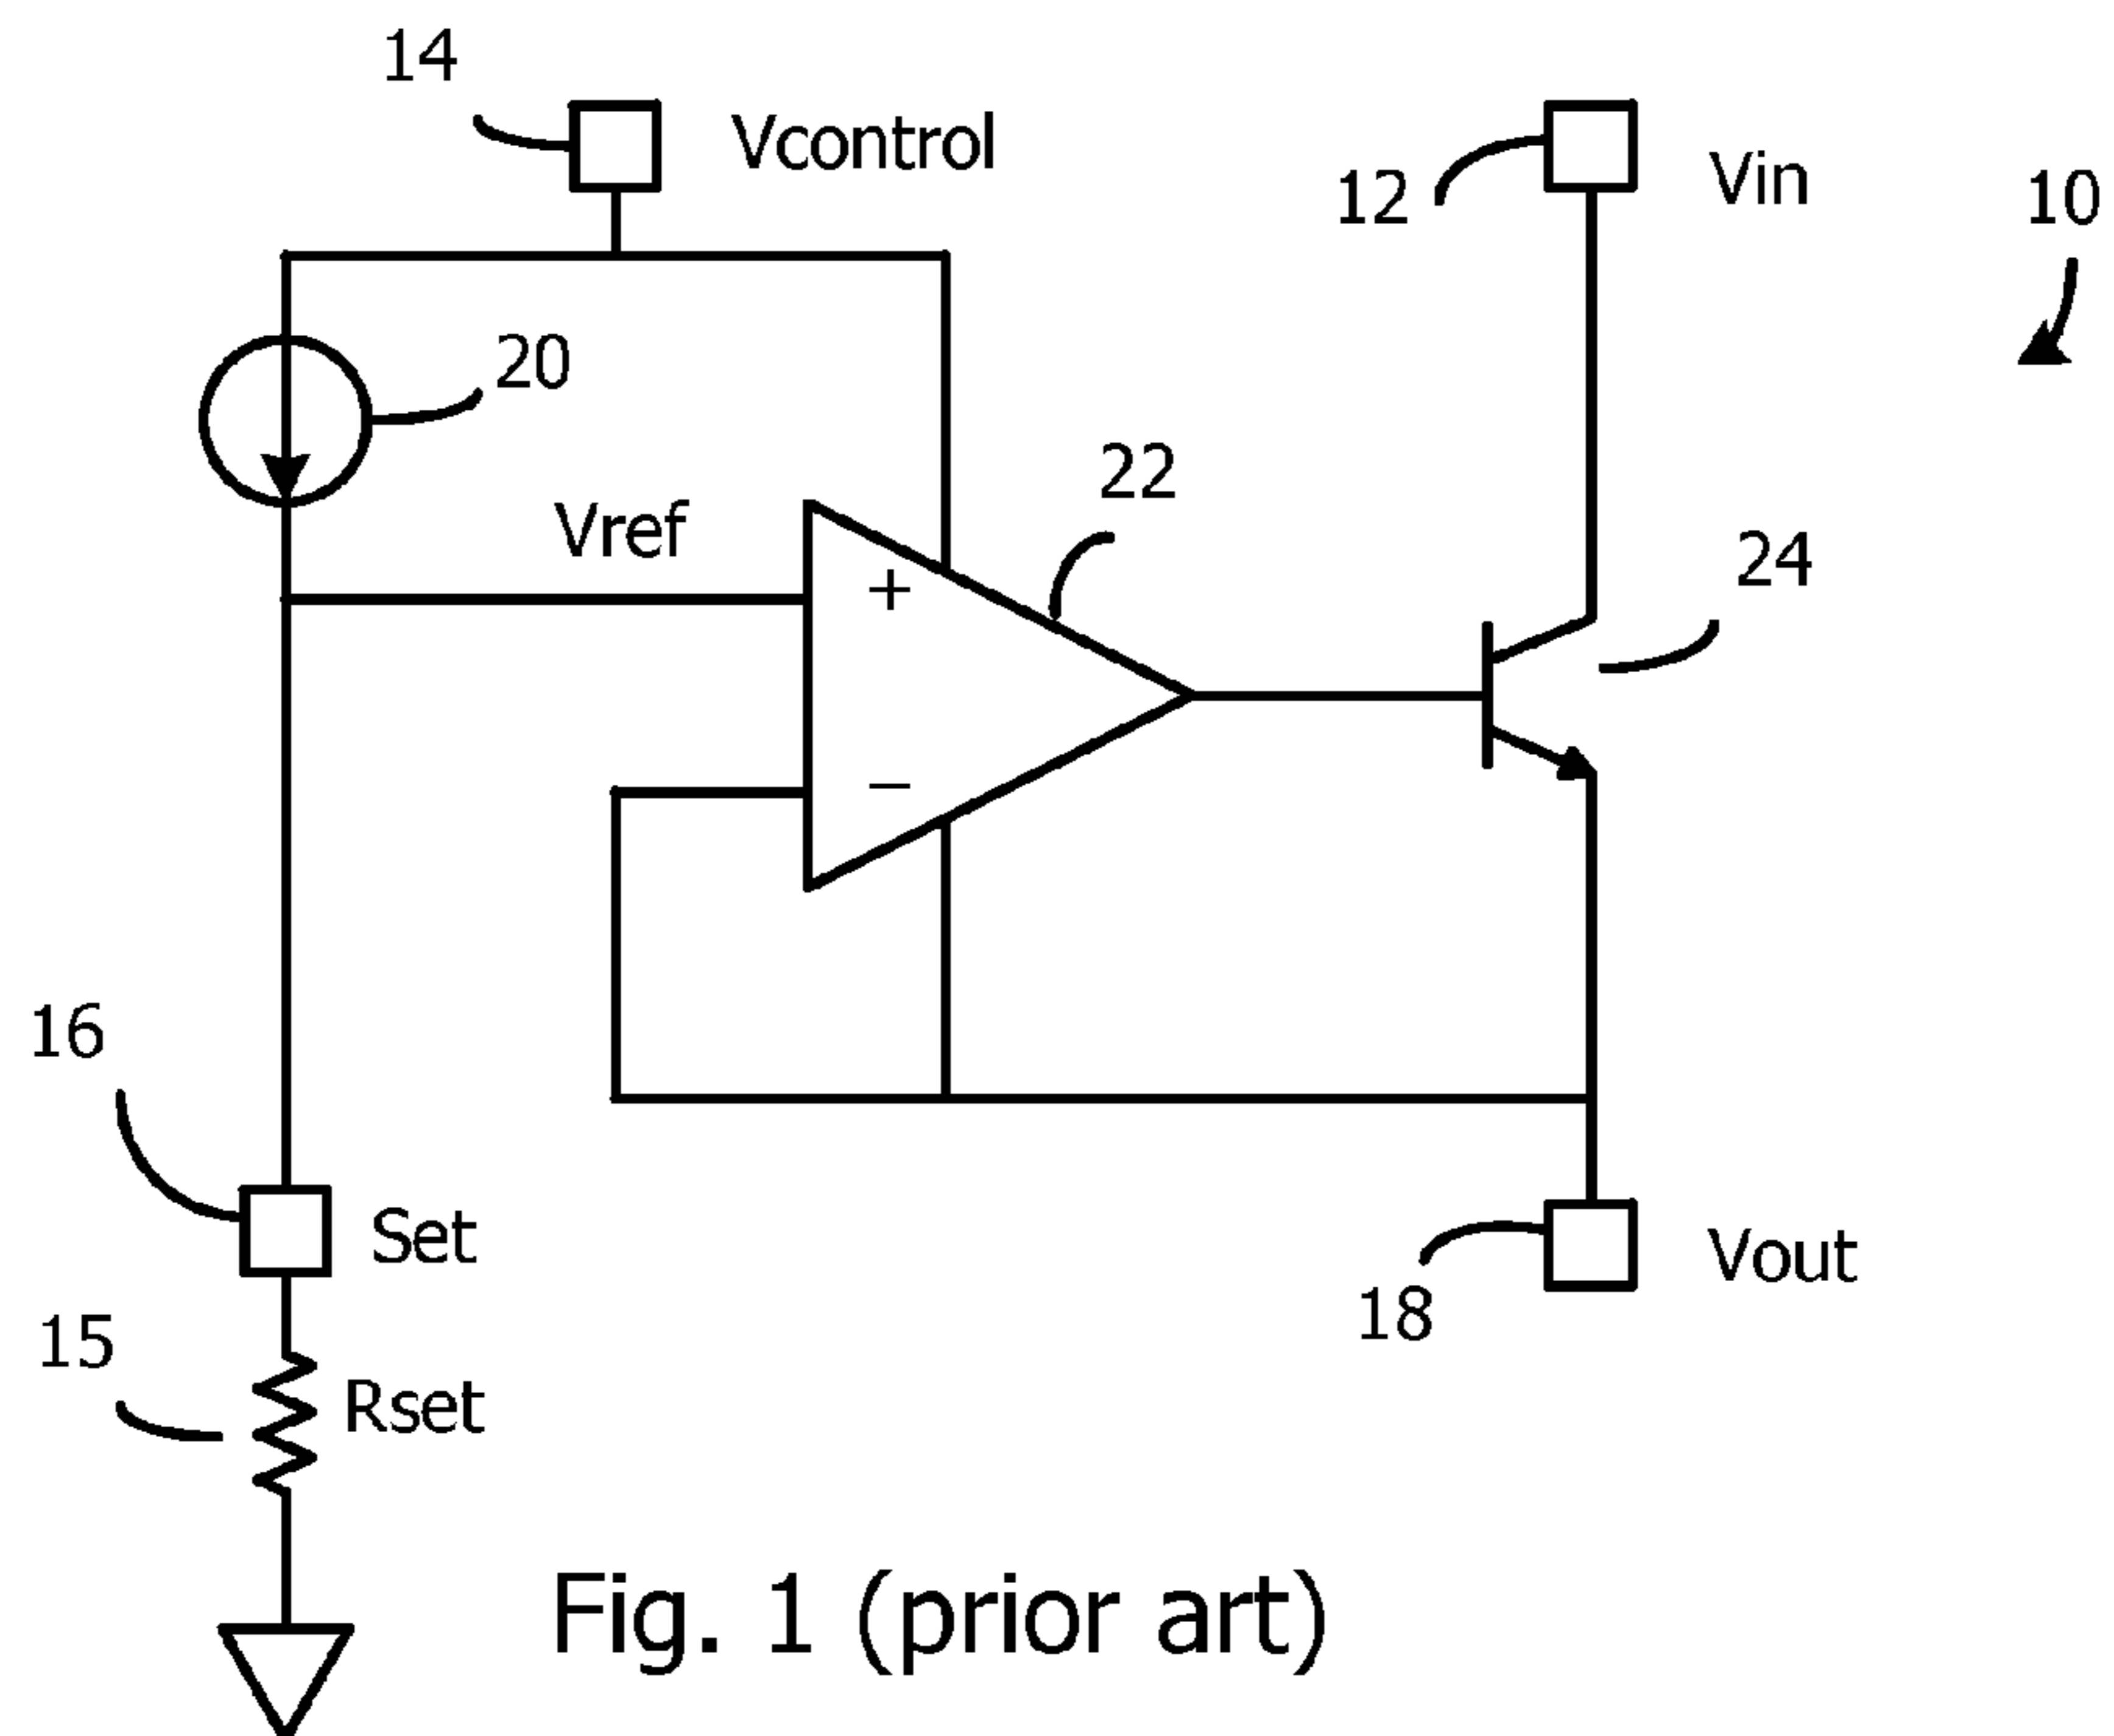 14
Vcontrol
12
Vin
10
20
22
Vref
24
+
−
16
Set
Vout
18
15
Rset
Fig. 1 (prior art)